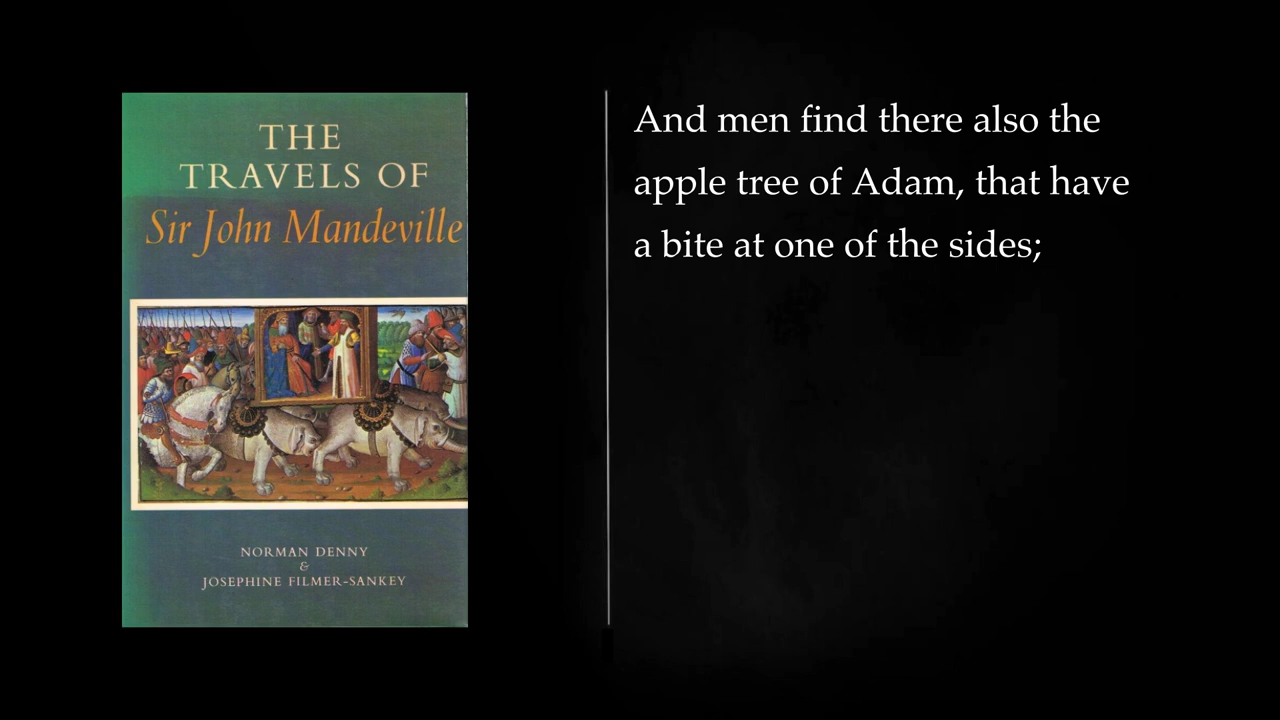 THE
TRAVELS OF
Sir John Mandeville
NORMAN DENNY
&
JOSEPHINE FILMER-SANKEY
And men find there also the
apple tree of Adam, that have
a bite at one of the sides;